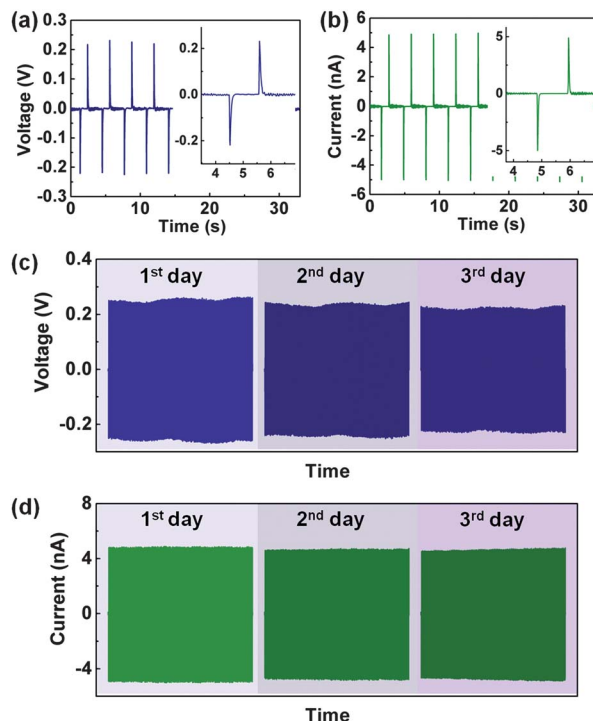 (a)
0.3
0.2
0.1
0.0
-0.1
-0.2
-0.3
Voltage (V)
0 10 20 30
Time (s)
0.2
0.0
-0.2
4 5 6
(b)
6
4
2
0
-2
-4
-6
Current (nA)
0 10 20 30
Time (s)
5
0
-5
4 5 6
(c)
0.4
0.2
0.0
-0.2
Voltage (V)
1st day 2nd day 3rd day
Time
(d)
8
4
0
-4
Current (nA)
1st day 2nd day 3rd day
Time